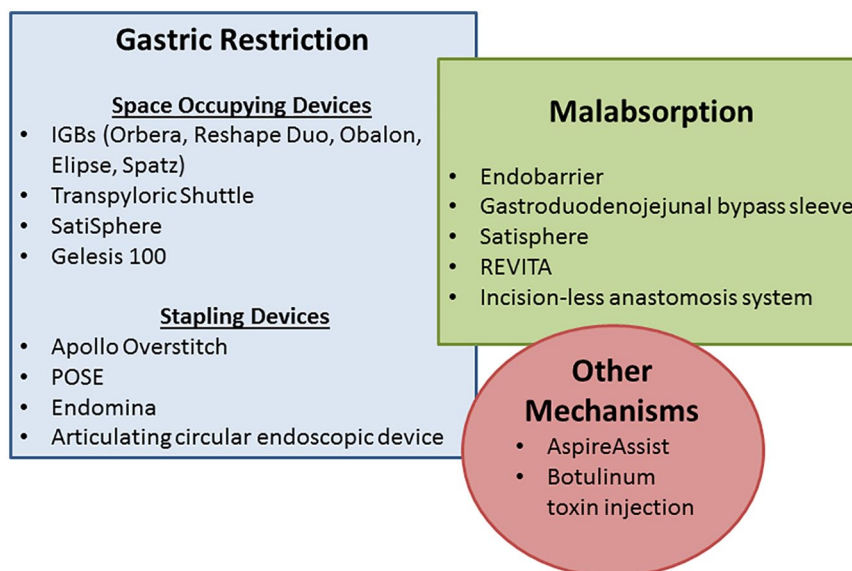 Gastric Restriction
Space Occupying Devices
• IGBs (Orbera, Reshape Duo, Obalon,
Elipse, Spatz)
• Transpyloric Shuttle
• SatiSphere
• Gelesis 100
Stapling Devices
• Apollo Overstitch
• POSE
• Endomina
• Articulating circular endoscopic device
Malabsorption
• Endobarrier
• Gastroduodenojejunal bypass sleeve
• Satisphere
• REVITA
• Incision-less anastomosis system
Other
Mechanisms
• AspireAssist
• Botulinum
toxin injection